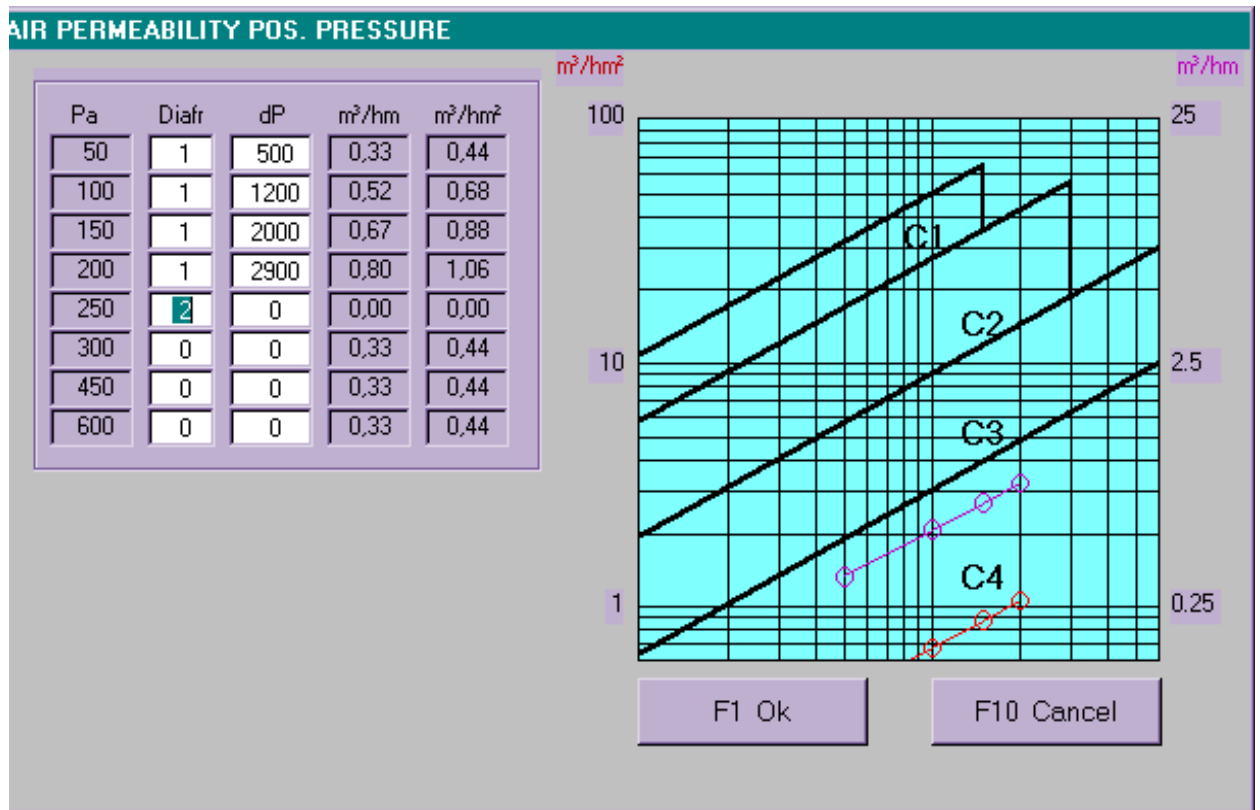 AIR PERMEABILITY POS. PRESSURE
m³/hm² m³/hm
Pa Diafr dP m³/hm m³/hm²
50 1 500 0,33 0,44
100 1 1200 0,52 0,68
150 1 2000 0,67 0,88
200 1 2900 0,80 1,06
250 2 0 0,00 0,00
300 0 0 0,33 0,44
450 0 0 0,33 0,44
600 0 0 0,33 0,44
100 25
C1
C2
10 2.5
C3
C4
1 0.25
F1 Ok F10 Cancel